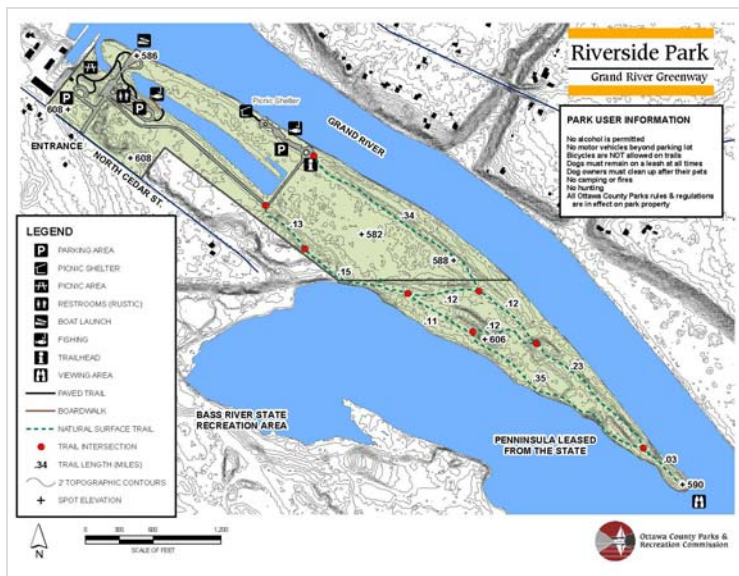 Riverside Park
Grand River Greenway
PARK USER INFORMATION
No alcohol is permitted
No motor vehicles beyond parking lot
Bicycles are NOT allowed on trails
Dogs must remain on a leash at all times
Dog owners must clean up after their pets
No camping or fires
No hunting
All Ottawa County Parks rules & regulations
are in effect on park property
+ 586
P
608 +
P
Picnic Shelter
GRAND RIVER
ENTRANCE
+ 608
P
NORTH CEDAR ST.
.34
.13
+ 582
588 +
.15
.12
.12
.11
.12
+ 606
.23
.35
BASS RIVER STATE
RECREATION AREA
PENNINSULA LEASED
FROM THE STATE
.03
+ 590
LEGEND
P PARKING AREA
PICNIC SHELTER
PICNIC AREA
RESTROOMS (RUSTIC)
BOAT LAUNCH
FISHING
TRAILHEAD
VIEWING AREA
PAVED TRAIL
BOARDWALK
NATURAL SURFACE TRAIL
TRAIL INTERSECTION
.34 TRAIL LENGTH (MILES)
2' TOPOGRAPHIC CONTOURS
+ SPOT ELEVATION
N
0 300 600 1,200
SCALE OF FEET
Ottawa County Parks &
Recreation Commission